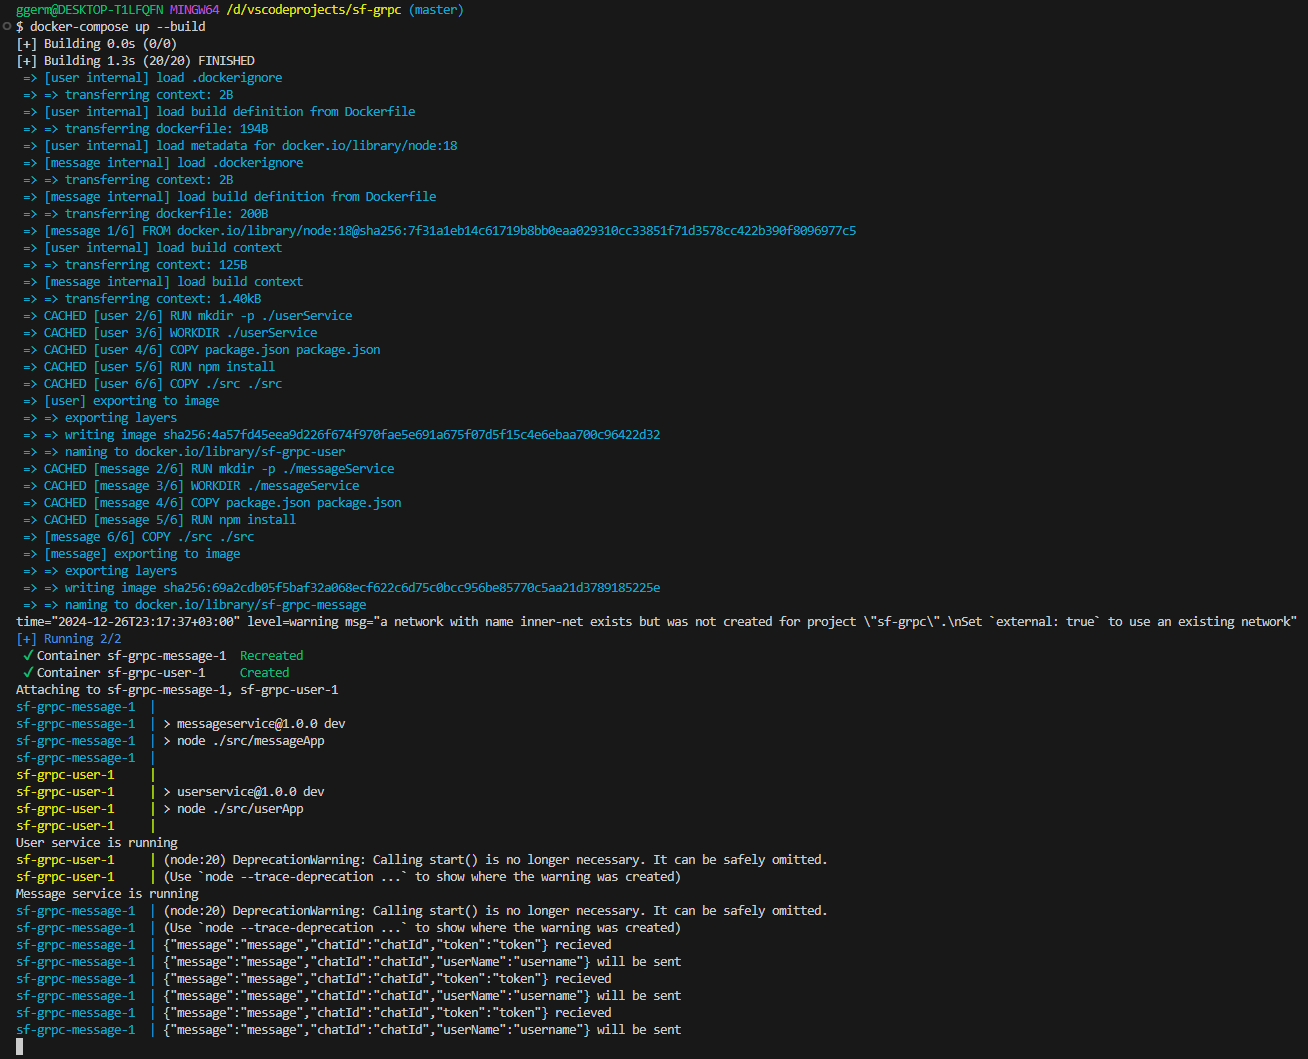 ggerm@DESKTOP-T1LFQFN MINGW64 /d/vscodeprojects/sf-grpc (master)
$ docker-compose up --build
[+] Building 0.0s (0/0)
[+] Building 1.3s (20/20) FINISHED
=> [user internal] load .dockerignore
=> => transferring context: 2B
=> [user internal] load build definition from Dockerfile
=> => transferring dockerfile: 194B
=> [user internal] load metadata for docker.io/library/node:18
=> [message internal] load .dockerignore
=> => transferring context: 2B
=> [message internal] load build definition from Dockerfile
=> => transferring dockerfile: 200B
=> [message 1/6] FROM docker.io/library/node:18@sha256:7f31a1eb14c61719b8bb0eaa029310cc33851f71d3578cc422b390f8096977c5
=> [user internal] load build context
=> => transferring context: 125B
=> [message internal] load build context
=> => transferring context: 1.40kB
=> CACHED [user 2/6] RUN mkdir -p ./userService
=> CACHED [user 3/6] WORKDIR ./userService
=> CACHED [user 4/6] COPY package.json package.json
=> CACHED [user 5/6] RUN npm install
=> CACHED [user 6/6] COPY ./src ./src
=> [user] exporting to image
=> => exporting layers
=> => writing image sha256:4a57fd45eea9d226f674f970fae5e691a675f07d5f15c4e6ebaa700c96422d32
=> => naming to docker.io/library/sf-grpc-user
=> CACHED [message 2/6] RUN mkdir -p ./messageService
=> CACHED [message 3/6] WORKDIR ./messageService
=> CACHED [message 4/6] COPY package.json package.json
=> CACHED [message 5/6] RUN npm install
=> [message 6/6] COPY ./src ./src
=> [message] exporting to image
=> => exporting layers
=> => writing image sha256:69a2cdb05f5baf32a068ecf622c6d75c0bcc956be85770c5aa21d3789185225e
=> => naming to docker.io/library/sf-grpc-message
time="2024-12-26T23:17:37+03:00" level=warning msg="a network with name inner-net exists but was not created for project \"sf-grpc\".\nSet `external: true` to use an existing network"
[+] Running 2/2
✔ Container sf-grpc-message-1  Recreated
✔ Container sf-grpc-user-1     Created
Attaching to sf-grpc-message-1, sf-grpc-user-1
sf-grpc-message-1  |
sf-grpc-message-1  | > messageservice@1.0.0 dev
sf-grpc-message-1  | > node ./src/messageApp
sf-grpc-message-1  |
sf-grpc-user-1     |
sf-grpc-user-1     | > userservice@1.0.0 dev
sf-grpc-user-1     | > node ./src/userApp
sf-grpc-user-1     |
User service is running
sf-grpc-user-1     | (node:20) DeprecationWarning: Calling start() is no longer necessary. It can be safely omitted.
sf-grpc-user-1     | (Use `node --trace-deprecation ...` to show where the warning was created)
Message service is running
sf-grpc-message-1  | (node:20) DeprecationWarning: Calling start() is no longer necessary. It can be safely omitted.
sf-grpc-message-1  | (Use `node --trace-deprecation ...` to show where the warning was created)
sf-grpc-message-1  | {"message":"message","chatId":"chatId","token":"token"} recieved
sf-grpc-message-1  | {"message":"message","chatId":"chatId","userName":"username"} will be sent
sf-grpc-message-1  | {"message":"message","chatId":"chatId","token":"token"} recieved
sf-grpc-message-1  | {"message":"message","chatId":"chatId","userName":"username"} will be sent
sf-grpc-message-1  | {"message":"message","chatId":"chatId","token":"token"} recieved
sf-grpc-message-1  | {"message":"message","chatId":"chatId","userName":"username"} will be sent